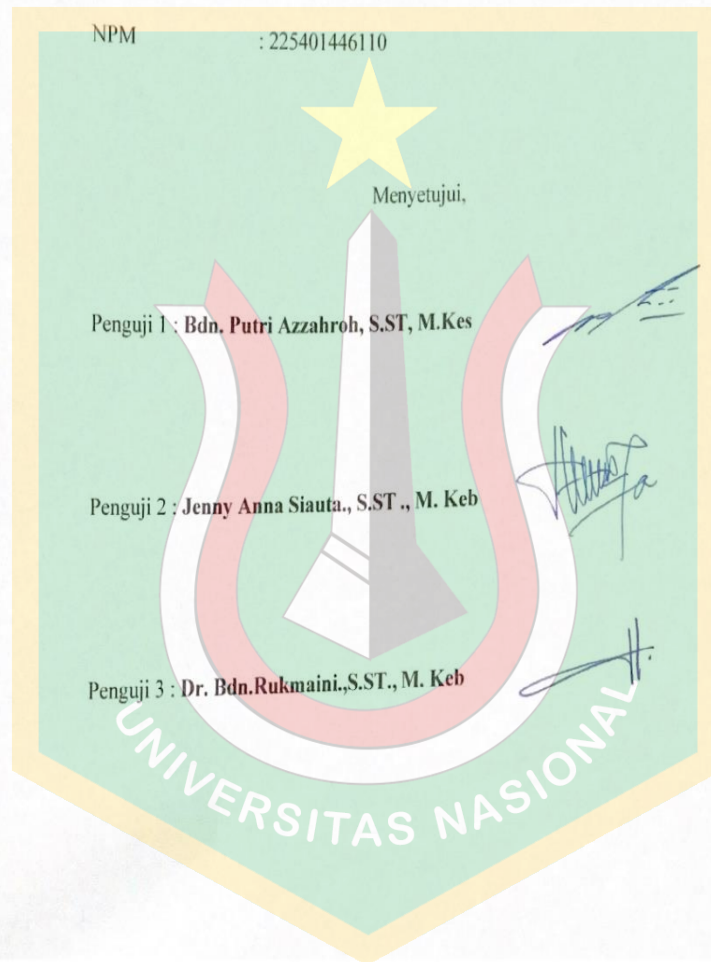 NPM : 225401446110
Menyetujui,
Penguji 1 : Bdn. Putri Azzahroh, S.ST, M.Kes
Penguji 2 : Jenny Anna Siauta., S.ST ., M. Keb
Penguji 3 : Dr. Bdn.Rukmaini.,S.ST., M. Keb
UNIVERSITAS NASIONAL